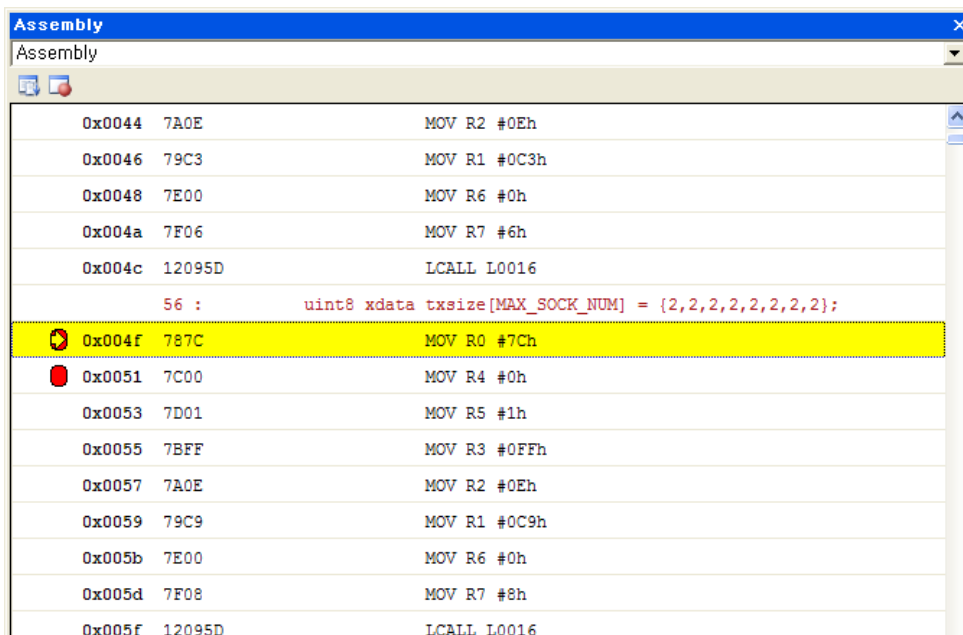 Assembly
Assembly
0x0044 7A0E MOV R2 #0Eh
0x0046 79C3 MOV R1 #0C3h
0x0048 7E00 MOV R6 #0h
0x004a 7F06 MOV R7 #6h
0x004c 12095D LCALL L0016
56 : uint8 xdata txsize[MAX_SOCK_NUM] = {2,2,2,2,2,2,2,2};
0x004f 787C MOV R0 #7Ch
0x0051 7C00 MOV R4 #0h
0x0053 7D01 MOV R5 #1h
0x0055 7BFF MOV R3 #0FFh
0x0057 7A0E MOV R2 #0Eh
0x0059 79C9 MOV R1 #0C9h
0x005b 7E00 MOV R6 #0h
0x005d 7F08 MOV R7 #8h
0x005f 12095D LCALL L0016